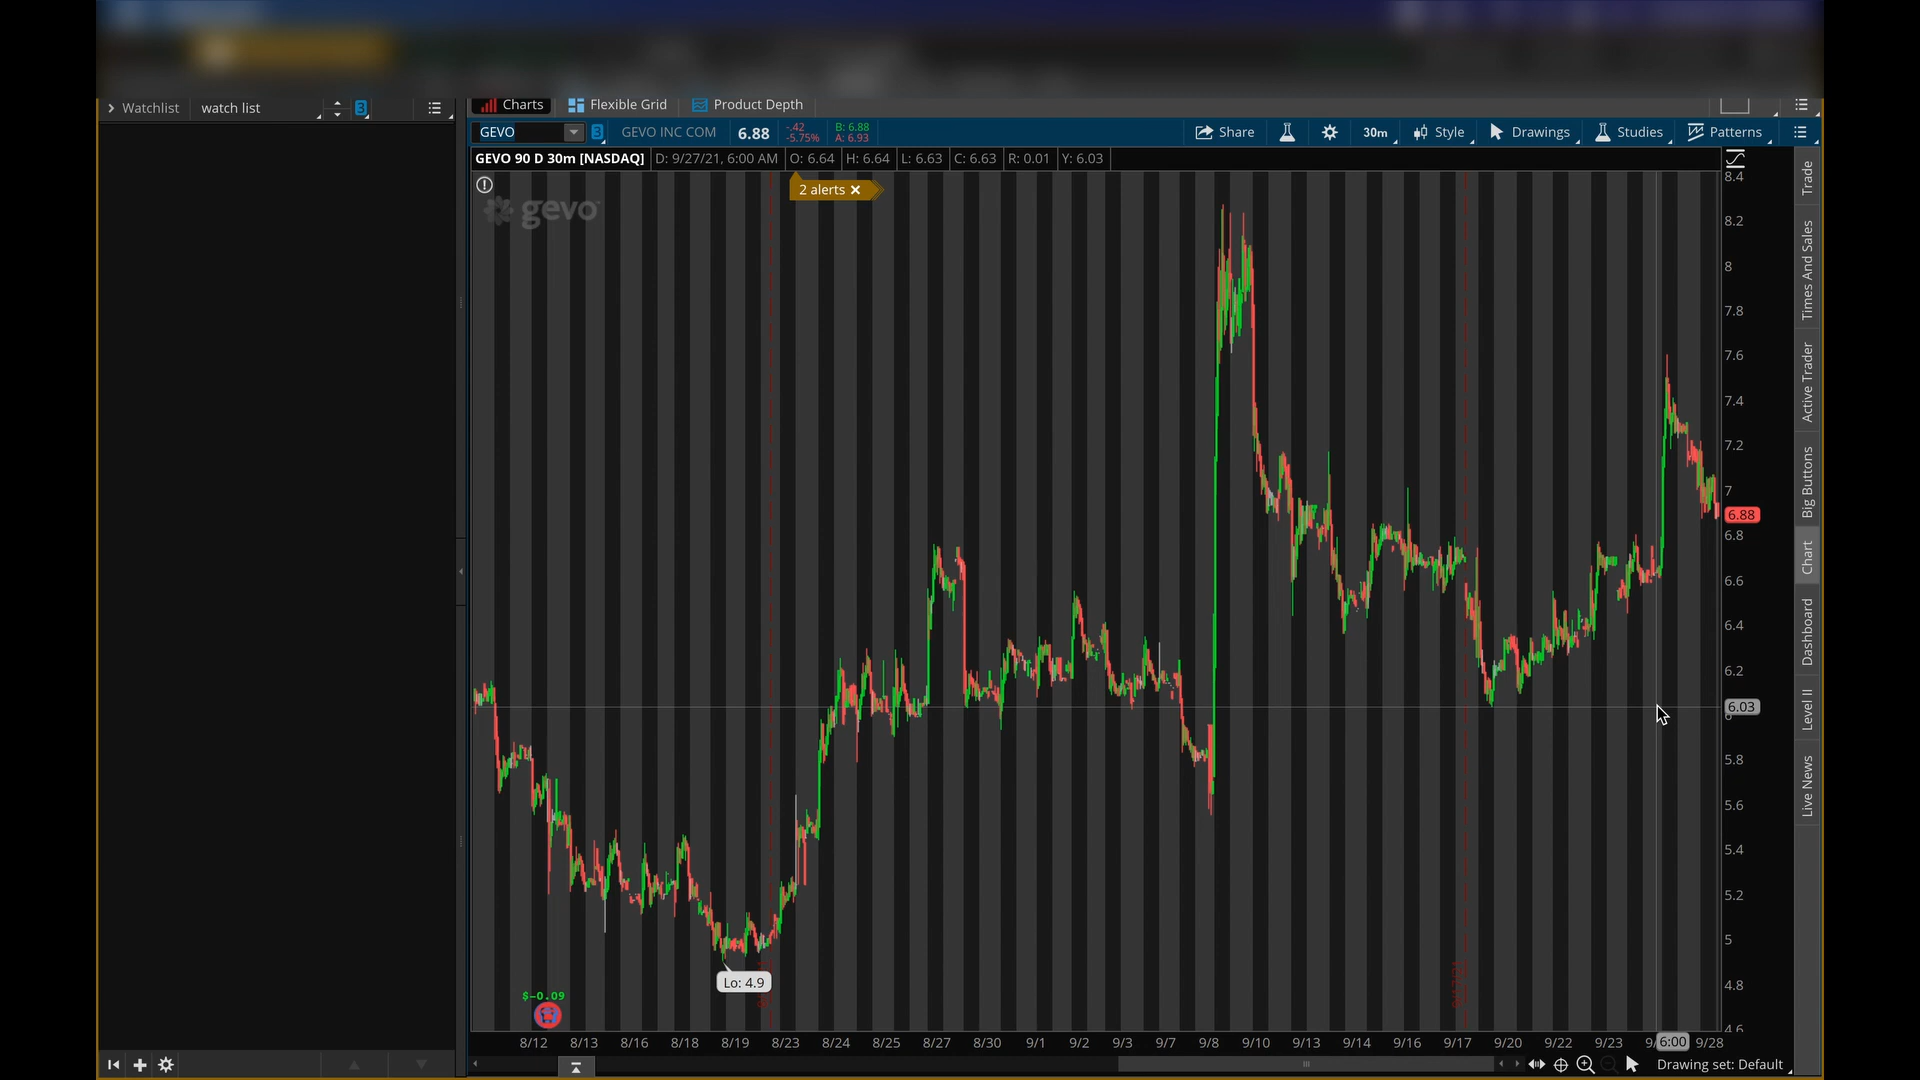 Watchlist watch list 3
Charts Flexible Grid Product Depth
GEVO 3 GEVO INC COM 6.88 -.42 B: 6.88
-5.75% A: 6.93
Share 30m Style Drawings Studies Patterns
GEVO 90 D 30m [NASDAQ] D: 9/27/21, 6:00 AM O: 6.64 H: 6.64 L: 6.63 C: 6.63 R: 0.01 Y: 6.03
2 alerts
gevo
8.4
8.2
8
7.8
7.6
7.4
7.2
7
6.88
6.8
6.6
6.4
6.2
6.03
5.8
5.6
5.4
5.2
5
4.8
4.6
Lo: 4.9
$-0.09
8/12 8/13 8/16 8/18 8/19 8/23 8/24 8/25 8/27 8/30 9/1 9/2 9/3 9/7 9/8 9/10 9/13 9/14 9/16 9/17 9/20 9/22 9/23 6:00 9/28
Drawing set: Default
Trade
Times And Sales
Active Trader
Big Buttons
Chart
Dashboard
Level II
Live News